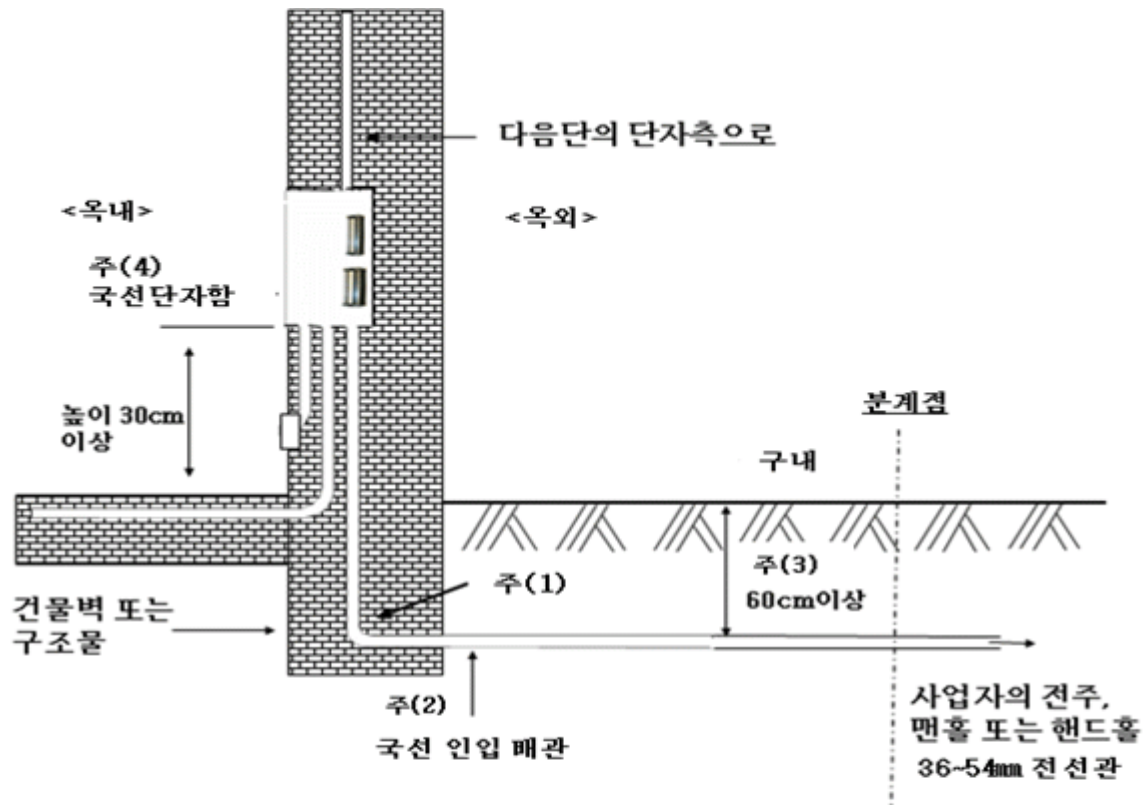 다음단의 단자측으로
<옥내>
<옥외>
주(4)
국선단자함
높이 30cm
이상
분계점
구내
주(3)
60cm이상
주(1)
건물벽 또는
구조물
주(2)
국선 인입 배관
사업자의 전주,
맨홀 또는 핸드홀
36~54mm 전선관